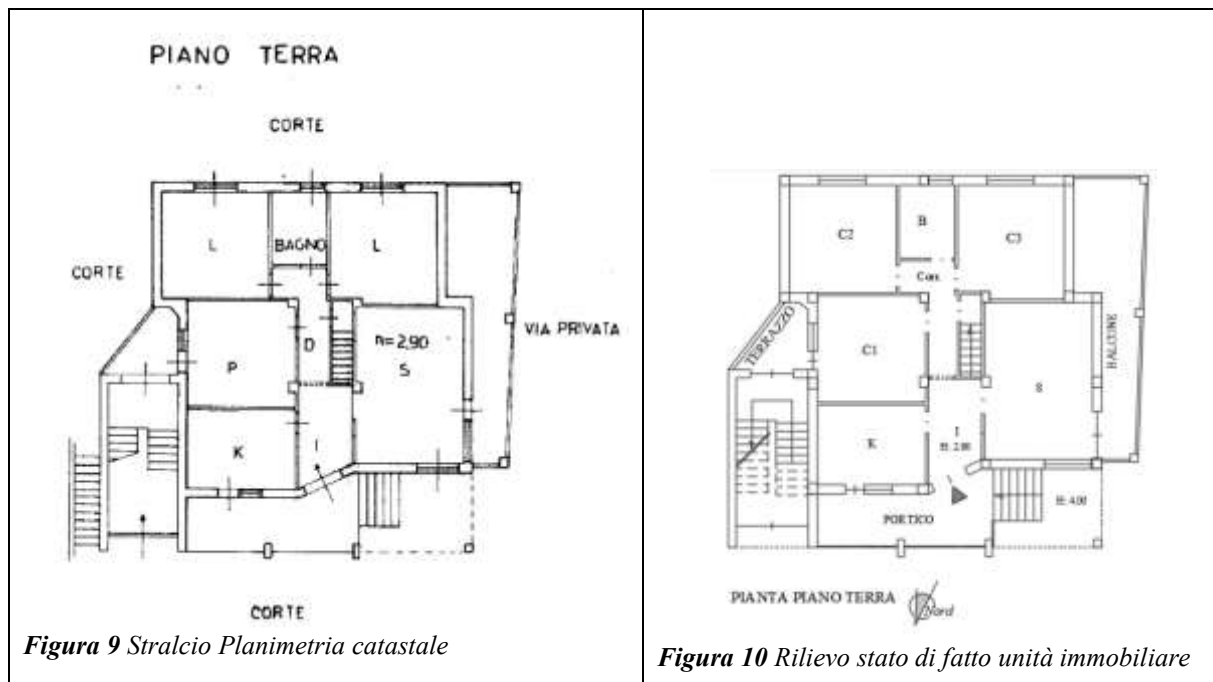 PIANO TERRA
CORTE
L
BAGNO
L
CORTE
VIA PRIVATA
D
h=2,90
P
S
K
I
CORTE
Figura 9 Stralcio Planimetria catastale
C2
B
C3
Corr.
TERRAZZO
C1
BALCONE
S
K
I
H: 2.90
PORTICO
H: 4.00
PIANTA PIANO TERRA
Nord
Figura 10 Rilievo stato di fatto unità immobiliare